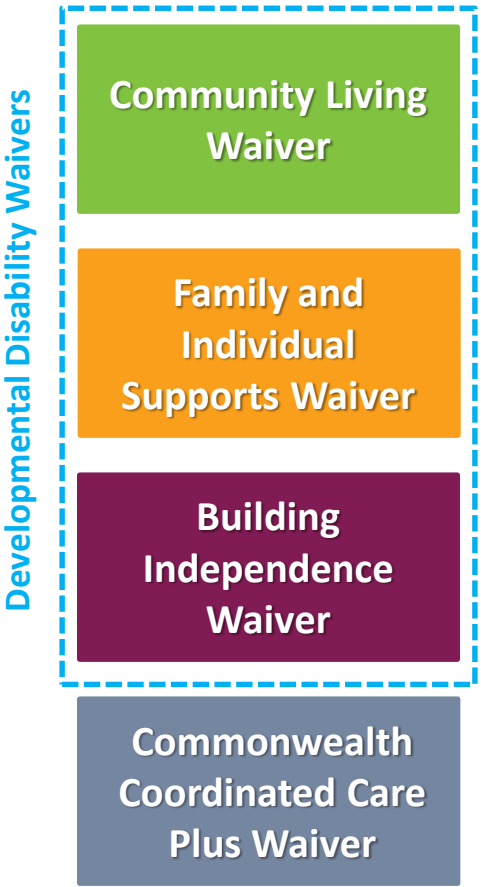 Developmental Disability Waivers
Community Living
Waiver
Family and
Individual
Supports Waiver
Building
Independence
Waiver
Commonwealth
Coordinated Care
Plus Waiver